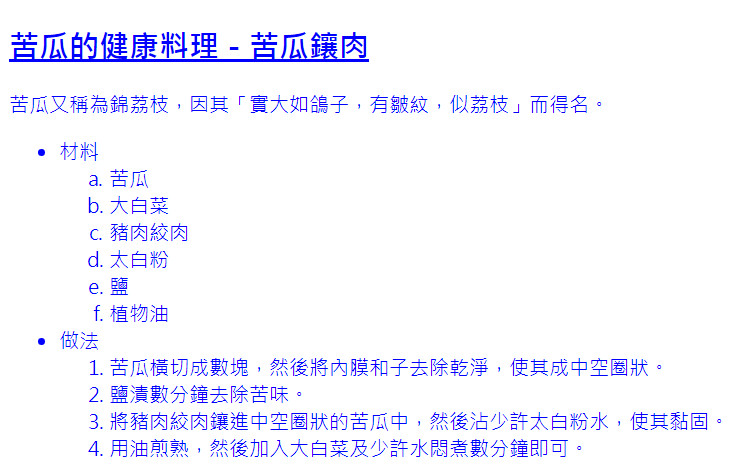 苦瓜的健康料理 - 苦瓜鑲肉
苦瓜又稱為錦荔枝，因其「實大如鴿子，有皺紋，似荔枝」而得名。
• 材料
a. 苦瓜
b. 大白菜
c. 豬肉絞肉
d. 太白粉
e. 鹽
f. 植物油
• 做法
1. 苦瓜橫切成數塊，然後將內膜和子去除乾淨，使其成中空圈狀。
2. 鹽漬數分鐘去除苦味。
3. 將豬肉絞肉鑲進中空圈狀的苦瓜中，然後沾少許太白粉水，使其黏固。
4. 用油煎熟，然後加入大白菜及少許水悶煮數分鐘即可。